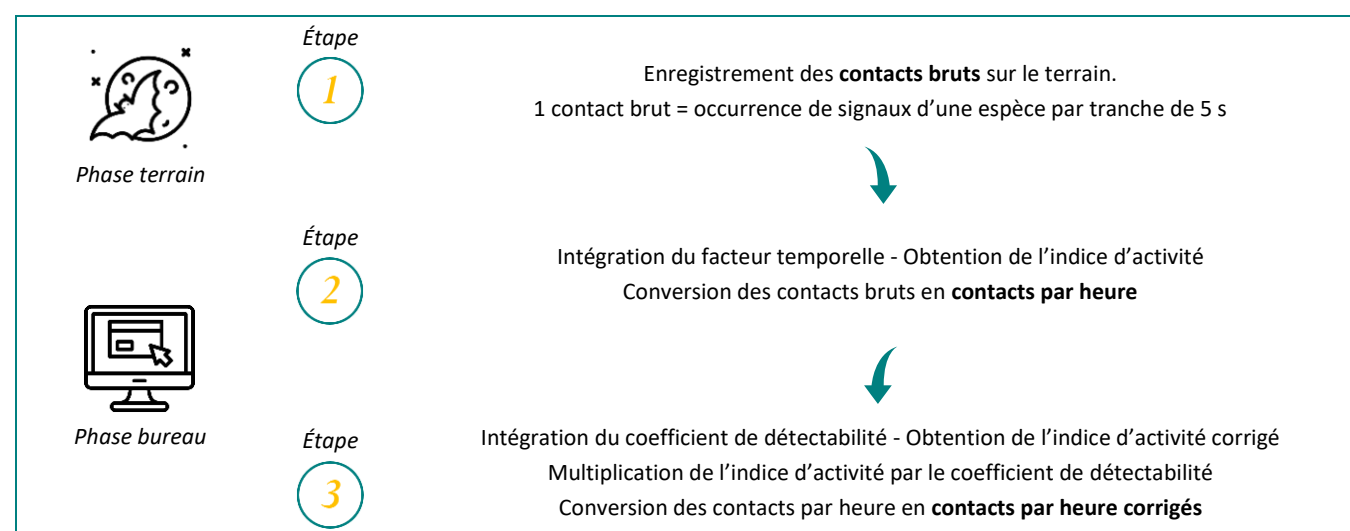 Étape
1
Enregistrement des contacts bruts sur le terrain.
1 contact brut = occurrence de signaux d’une espèce par tranche de 5 s
Phase terrain
Étape
2
Intégration du facteur temporelle - Obtention de l’indice d’activité
Conversion des contacts bruts en contacts par heure
Phase bureau
Étape
3
Intégration du coefficient de détectabilité - Obtention de l’indice d’activité corrigé
Multiplication de l’indice d’activité par le coefficient de détectabilité
Conversion des contacts par heure en contacts par heure corrigés